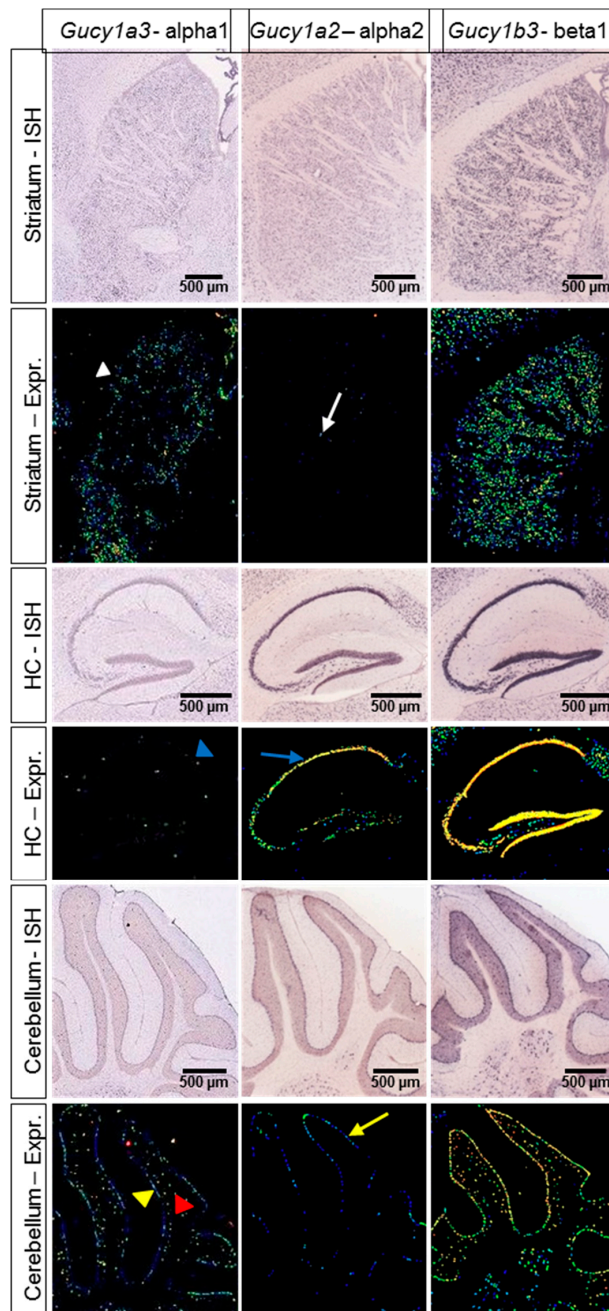 Gucy1a3- alpha1 Gucy1a2– alpha2 Gucy1b3- beta1
Striatum - ISH
500 µm 500 µm 500 µm
Striatum – Expr.
HC - ISH
500 µm 500 µm 500 µm
HC – Expr.
Cerebellum - ISH
500 µm 500 µm 500 µm
Cerebellum – Expr.